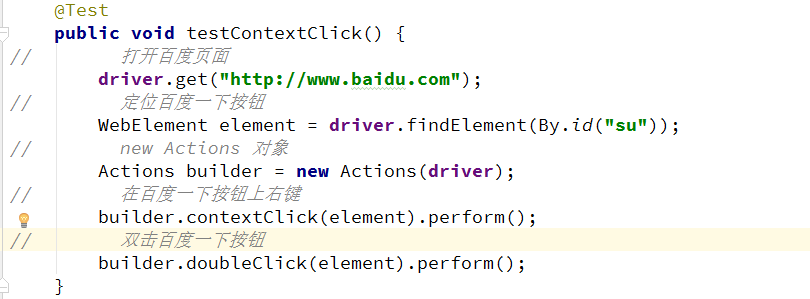 @Test
public void testContextClick() {
//        打开百度页面
driver.get("http://www.baidu.com");
//        定位百度一下按钮
WebElement element = driver.findElement(By.id("su"));
//        new Actions 对象
Actions builder = new Actions(driver);
//        在百度一下按钮上右键
builder.contextClick(element).perform();
//        双击百度一下按钮
builder.doubleClick(element).perform();
}